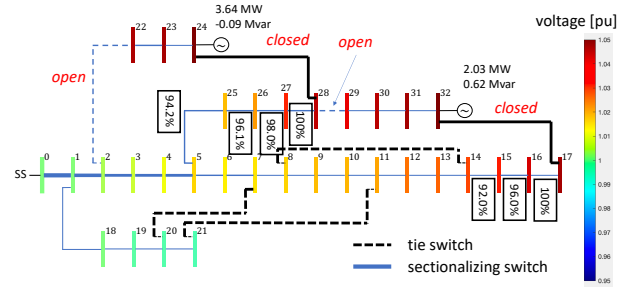 3.64 MW
-0.09 Mvar
voltage [pu]
22 23 24
closed
open
open
2.03 MW
0.62 Mvar
closed
94.2%
25 26 27 28 29 30 31 32
96.1%
98.0%
100%
SS
0 1 2 3 4 5 6 7 8 9 10 11 12 13 14 15 16 17
92.0%
96.0%
100%
18 19 20 21
tie switch
sectionalizing switch
1.05
1.04
1.03
1.02
1.01
1
0.99
0.98
0.97
0.96
0.95